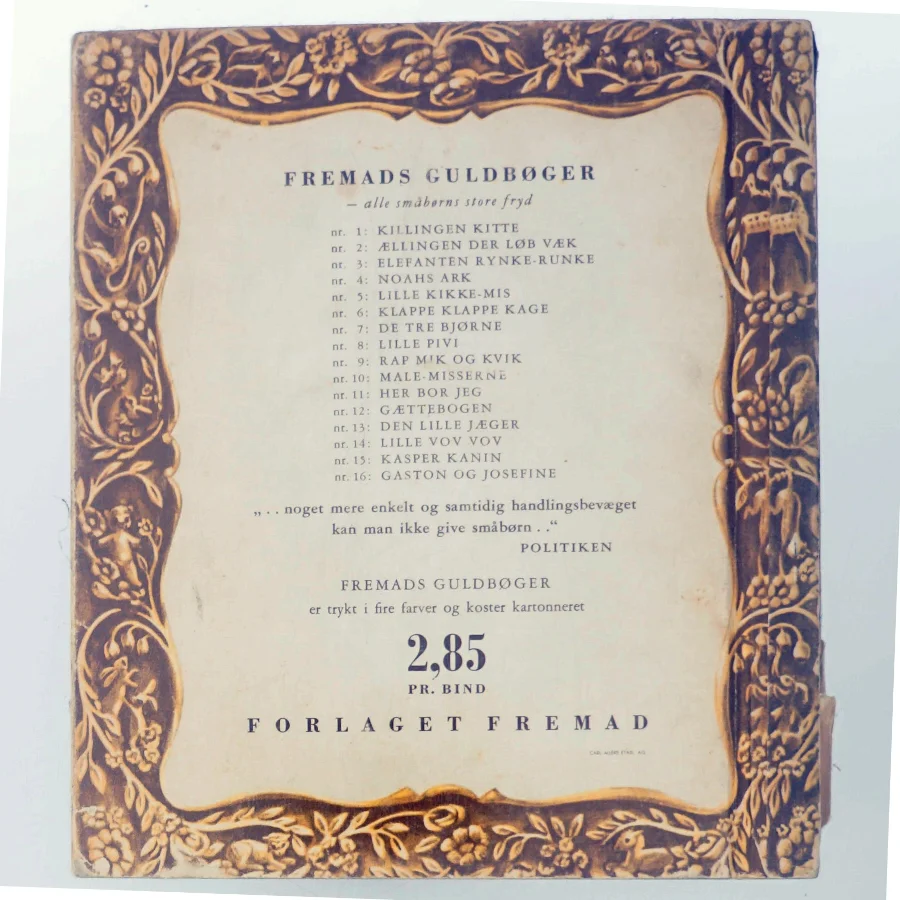 FREMADS GULDBØGER
– alle småbørns store fryd
nr. 1: KILLINGEN KITTE
nr. 2: ÆLLINGEN DER LØB VÆK
nr. 3: ELEFANTEN RYNKE-RUNKE
nr. 4: NOAHS ARK
nr. 5: LILLE KIKKE-MIS
nr. 6: KLAPPE KLAPPE KAGE
nr. 7: DE TRE BJØRNE
nr. 8: LILLE PIVI
nr. 9: RAP MIK OG KVIK
nr. 10: MALE-MISSERNE
nr. 11: HER BOR JEG
nr. 12: GÆTTEBOGEN
nr. 13: DEN LILLE JÆGER
nr. 14: LILLE VOV VOV
nr. 15: KASPER KANIN
nr. 16: GASTON OG JOSEFINE
„. . noget mere enkelt og samtidig handlingsbevæget
kan man ikke give småbørn . .“
POLITIKEN
FREMADS GULDBØGER
er trykt i fire farver og koster kartonneret
2,85
PR. BIND
FORLAGET FREMAD